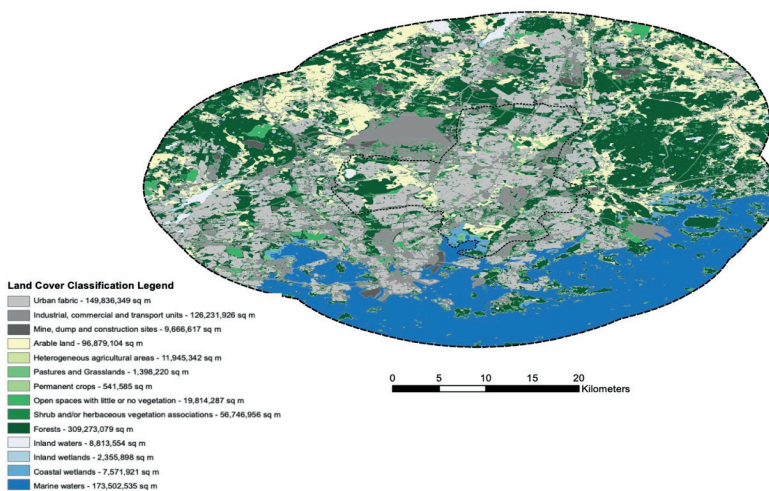 Land Cover Classification Legend
Urban fabric - 149,836,349 sq m
Industrial, commercial and transport units - 126,231,926 sq m
Mine, dump and construction sites - 9,666,617 sq m
Arable land - 96,879,104 sq m
Heterogeneous agricultural areas - 11,945,342 sq m
Pastures and Grasslands - 1,398,220 sq m
Permanent crops - 541,585 sq m
Open spaces with little or no vegetation - 19,814,287 sq m
Shrub and/or herbaceous vegetation associations - 56,746,956 sq m
Forests - 309,273,079 sq m
Inland waters - 8,813,554 sq m
Inland wetlands - 2,355,898 sq m
Coastal wetlands - 7,571,921 sq m
Marine waters - 173,502,535 sq m
0 5 10 15 20
Kilometers